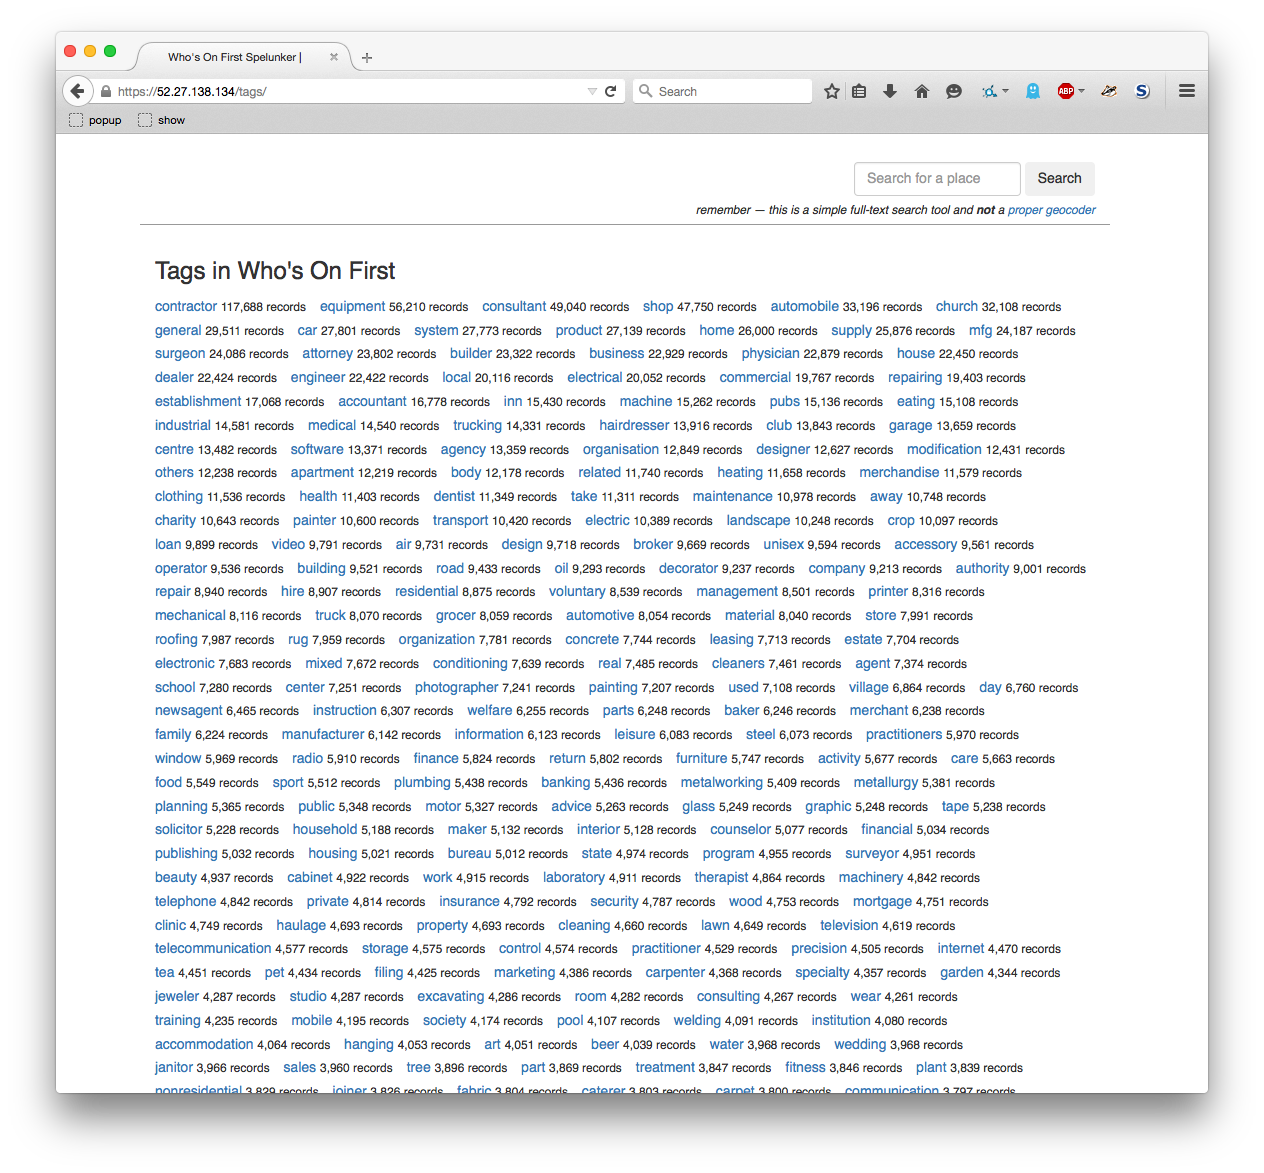 Who's On First Spelunker |
https://52.27.138.134/tags/
Search
ABP
S
popup show
Search for a place Search
remember — this is a simple full-text search tool and not a proper geocoder
Tags in Who's On First
contractor 117,688 records equipment 56,210 records consultant 49,040 records shop 47,750 records automobile 33,196 records church 32,108 records
general 29,511 records car 27,801 records system 27,773 records product 27,139 records home 26,000 records supply 25,876 records mfg 24,187 records
surgeon 24,086 records attorney 23,802 records builder 23,322 records business 22,929 records physician 22,879 records house 22,450 records
dealer 22,424 records engineer 22,422 records local 20,116 records electrical 20,052 records commercial 19,767 records repairing 19,403 records
establishment 17,068 records accountant 16,778 records inn 15,430 records machine 15,262 records pubs 15,136 records eating 15,108 records
industrial 14,581 records medical 14,540 records trucking 14,331 records hairdresser 13,916 records club 13,843 records garage 13,659 records
centre 13,482 records software 13,371 records agency 13,359 records organisation 12,849 records designer 12,627 records modification 12,431 records
others 12,238 records apartment 12,219 records body 12,178 records related 11,740 records heating 11,658 records merchandise 11,579 records
clothing 11,536 records health 11,403 records dentist 11,349 records take 11,311 records maintenance 10,978 records away 10,748 records
charity 10,643 records painter 10,600 records transport 10,420 records electric 10,389 records landscape 10,248 records crop 10,097 records
loan 9,899 records video 9,791 records air 9,731 records design 9,718 records broker 9,669 records unisex 9,594 records accessory 9,561 records
operator 9,536 records building 9,521 records road 9,433 records oil 9,293 records decorator 9,237 records company 9,213 records authority 9,001 records
repair 8,940 records hire 8,907 records residential 8,875 records voluntary 8,539 records management 8,501 records printer 8,316 records
mechanical 8,116 records truck 8,070 records grocer 8,059 records automotive 8,054 records material 8,040 records store 7,991 records
roofing 7,987 records rug 7,959 records organization 7,781 records concrete 7,744 records leasing 7,713 records estate 7,704 records
electronic 7,683 records mixed 7,672 records conditioning 7,639 records real 7,485 records cleaners 7,461 records agent 7,374 records
school 7,280 records center 7,251 records photographer 7,241 records painting 7,207 records used 7,108 records village 6,864 records day 6,760 records
newsagent 6,465 records instruction 6,307 records welfare 6,255 records parts 6,248 records baker 6,246 records merchant 6,238 records
family 6,224 records manufacturer 6,142 records information 6,123 records leisure 6,083 records steel 6,073 records practitioners 5,970 records
window 5,969 records radio 5,910 records finance 5,824 records return 5,802 records furniture 5,747 records activity 5,677 records care 5,663 records
food 5,549 records sport 5,512 records plumbing 5,438 records banking 5,436 records metalworking 5,409 records metallurgy 5,381 records
planning 5,365 records public 5,348 records motor 5,327 records advice 5,263 records glass 5,249 records graphic 5,248 records tape 5,238 records
solicitor 5,228 records household 5,188 records maker 5,132 records interior 5,128 records counselor 5,077 records financial 5,034 records
publishing 5,032 records housing 5,021 records bureau 5,012 records state 4,974 records program 4,955 records surveyor 4,951 records
beauty 4,937 records cabinet 4,922 records work 4,915 records laboratory 4,911 records therapist 4,864 records machinery 4,842 records
telephone 4,842 records private 4,814 records insurance 4,792 records security 4,787 records wood 4,753 records mortgage 4,751 records
clinic 4,749 records haulage 4,693 records property 4,693 records cleaning 4,660 records lawn 4,649 records television 4,619 records
telecommunication 4,577 records storage 4,575 records control 4,574 records practitioner 4,529 records precision 4,505 records internet 4,470 records
tea 4,451 records pet 4,434 records filing 4,425 records marketing 4,386 records carpenter 4,368 records specialty 4,357 records garden 4,344 records
jeweler 4,287 records studio 4,287 records excavating 4,286 records room 4,282 records consulting 4,267 records wear 4,261 records
training 4,235 records mobile 4,195 records society 4,174 records pool 4,107 records welding 4,091 records institution 4,080 records
accommodation 4,064 records hanging 4,053 records art 4,051 records beer 4,039 records water 3,968 records wedding 3,968 records
janitor 3,966 records sales 3,960 records tree 3,896 records part 3,869 records treatment 3,847 records fitness 3,846 records plant 3,839 records
nonresidential 3,829 records joiner 3,826 records fabric 3,804 records caterer 3,803 records carpet 3,800 records communication 3,797 records